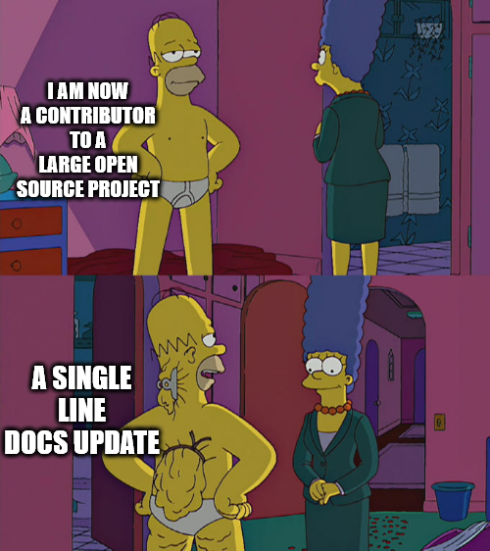 I AM NOW
A CONTRIBUTOR
TO A
LARGE OPEN
SOURCE PROJECT
A SINGLE
LINE
DOCS UPDATE